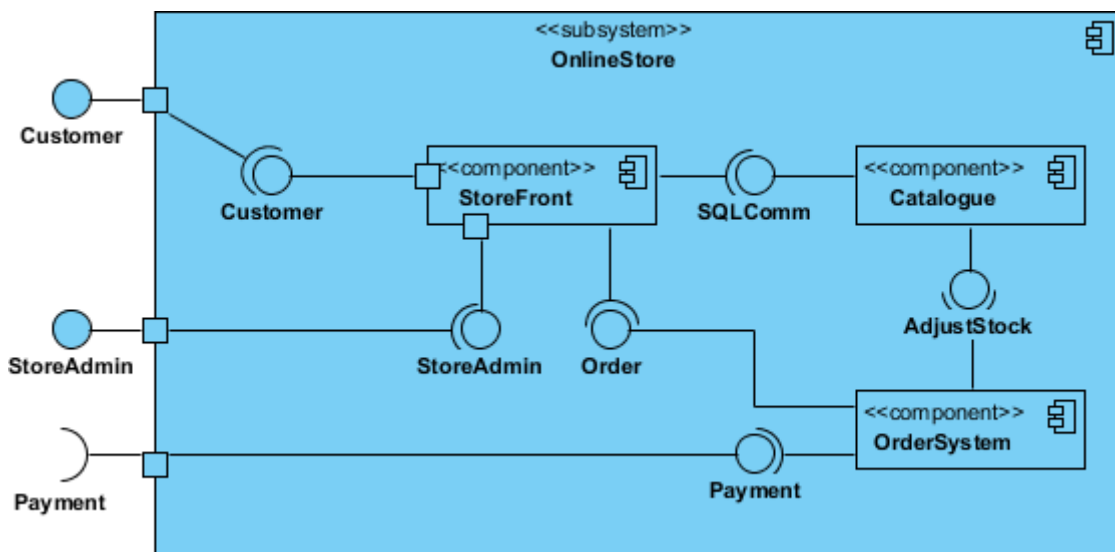 <<subsystem>>
OnlineStore
Customer
<<component>>
StoreFront
<<component>>
Catalogue
Customer
SQLComm
AdjustStock
StoreAdmin
StoreAdmin
Order
<<component>>
OrderSystem
Payment
Payment